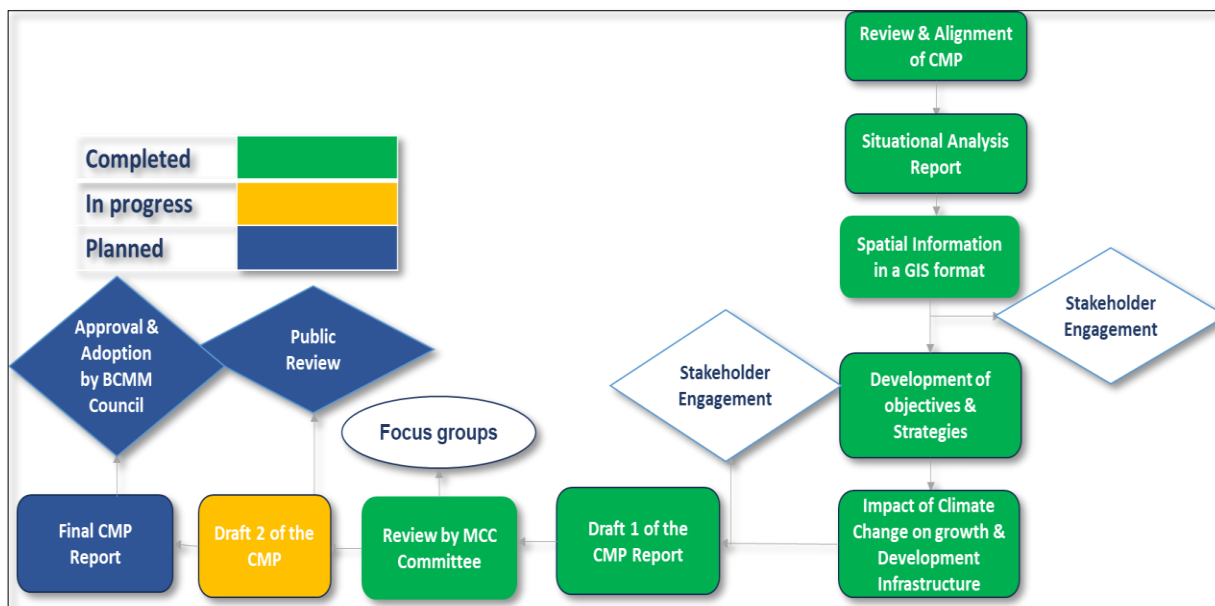 Review & Alignment
of CMP
Situational Analysis
Report
Spatial Information
in a GIS format
Stakeholder
Engagement
Development of
objectives &
Strategies
Impact of Climate
Change on growth &
Development
Infrastructure
Stakeholder
Engagement
Draft 1 of the
CMP Report
Review by MCC
Committee
Focus groups
Draft 2 of the
CMP
Public
Review
Final CMP
Report
Approval &
Adoption
by BCMM
Council
Completed
In progress
Planned